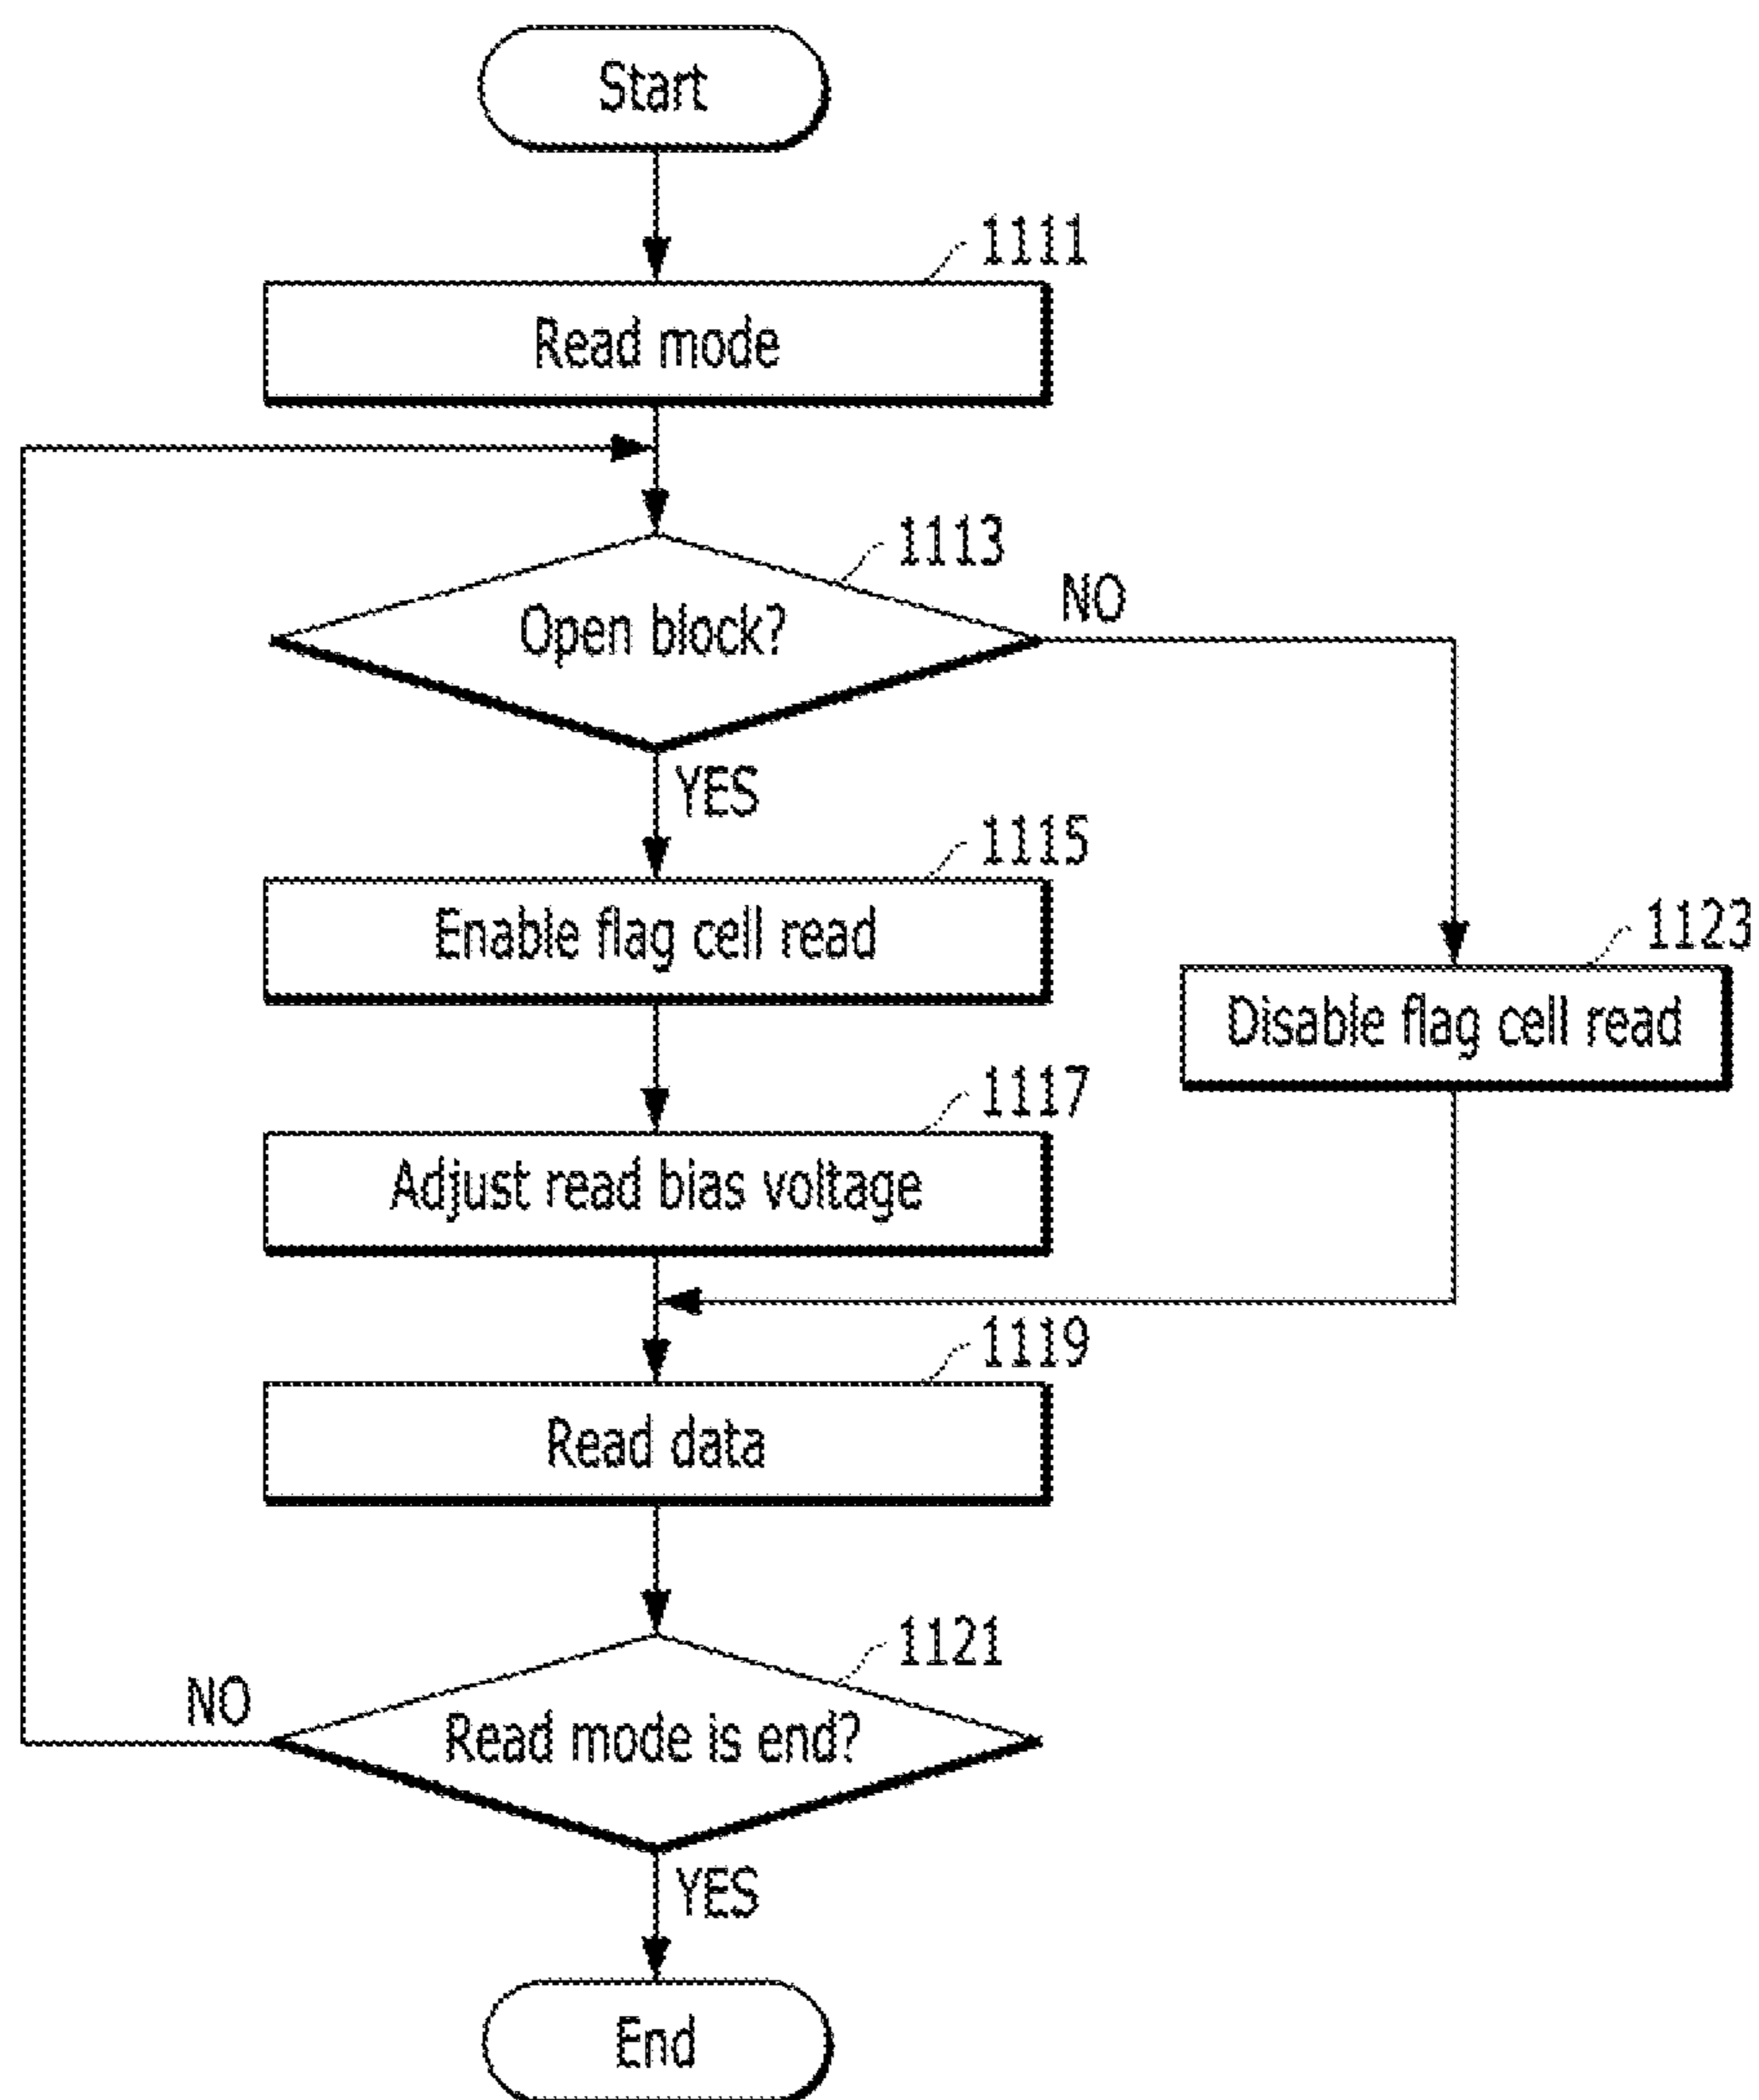 Start
1111
Read mode
1113
Open block?
NO
YES
1115
Enable flag cell read
1123
Disable flag cell read
1117
Adjust read bias voltage
1119
Read data
1121
NO
Read mode is end?
YES
End